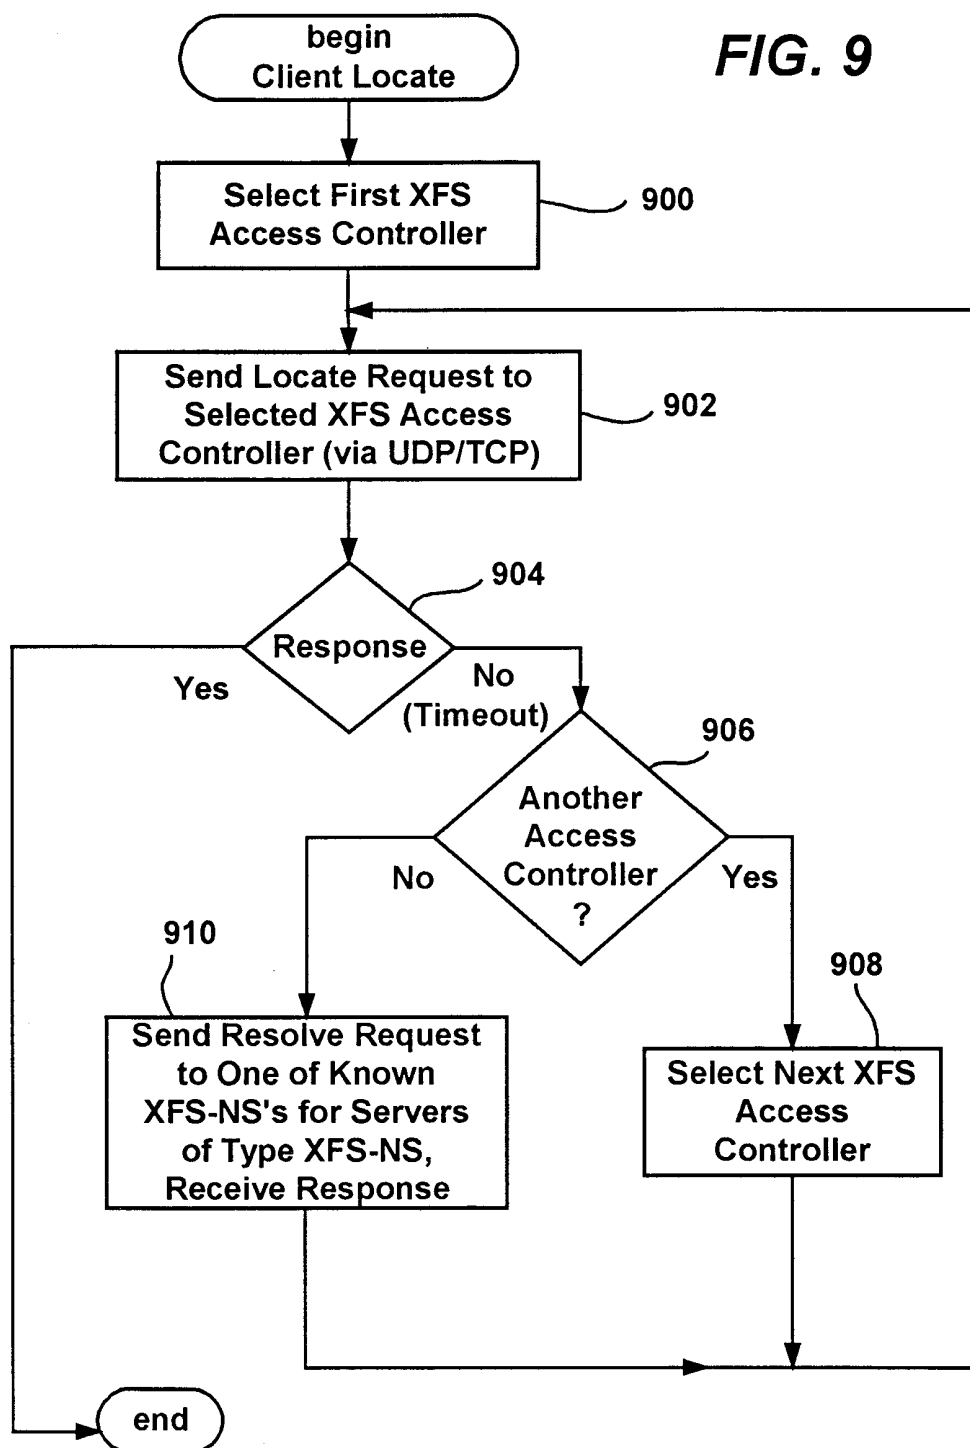 begin
Client Locate
FIG. 9
Select First XFS
Access Controller
900
Send Locate Request to
Selected XFS Access
Controller (via UDP/TCP)
902
904
Response
Yes
No
(Timeout)
906
Another
Access
Controller
?
No
Yes
910
908
Send Resolve Request
to One of Known
XFS-NS's for Servers
of Type XFS-NS,
Receive Response
Select Next XFS
Access
Controller
end